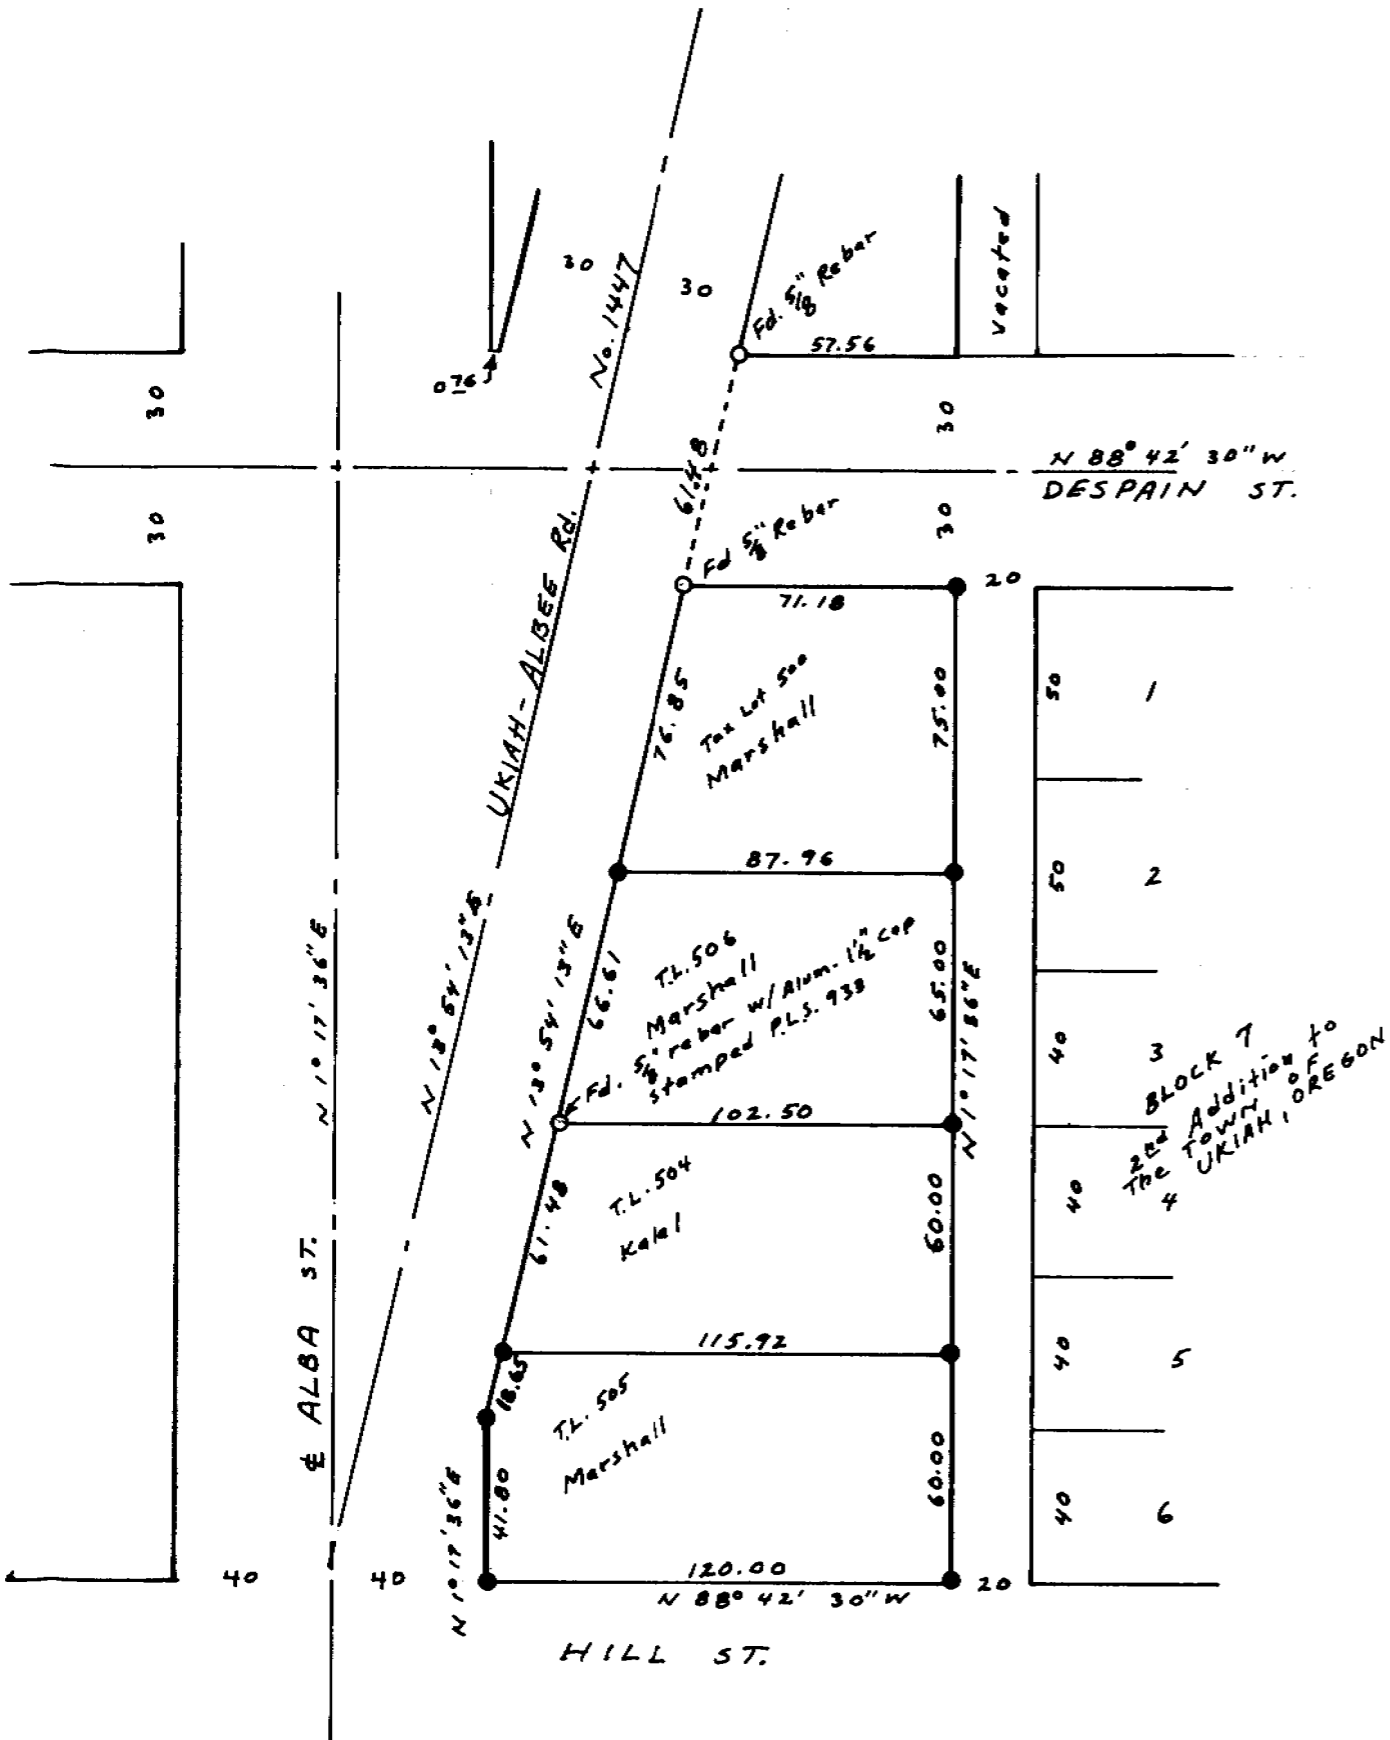 vacated
30
30
No. 1447
Fd. 5/8" Rebar
57.56
0.76
30
30
61.48
N 88° 42' 30" W
DESPAIN ST.
30
30
Fd 5/8" Rebar
UKIAH-ALBEE Rd.
71.18
20
76.85
Tax Lot 500
Marshall
75.00
50
1
87.96
50
2
N 1° 17' 36" E
N 13° 54' 13" E
N 13° 54' 13" E
66.61
T.L. 506
Marshall
Fd. 5/8" rebar w/ Alum. 1½" cap
stamped P.L.S. 933
65.00
N 1° 17' 36" E
40
3
BLOCK 7
2nd Addition to
The TOWN OF
UKIAH, OREGON
102.50
61.48
T.L. 504
Kalal
60.00
40
4
℄ ALBA ST.
115.92
18.65
T.L. 505
Marshall
40
5
N 1° 17' 36" E
41.80
60.00
40
6
40
40
120.00
N 88° 42' 30" W
20
HILL ST.